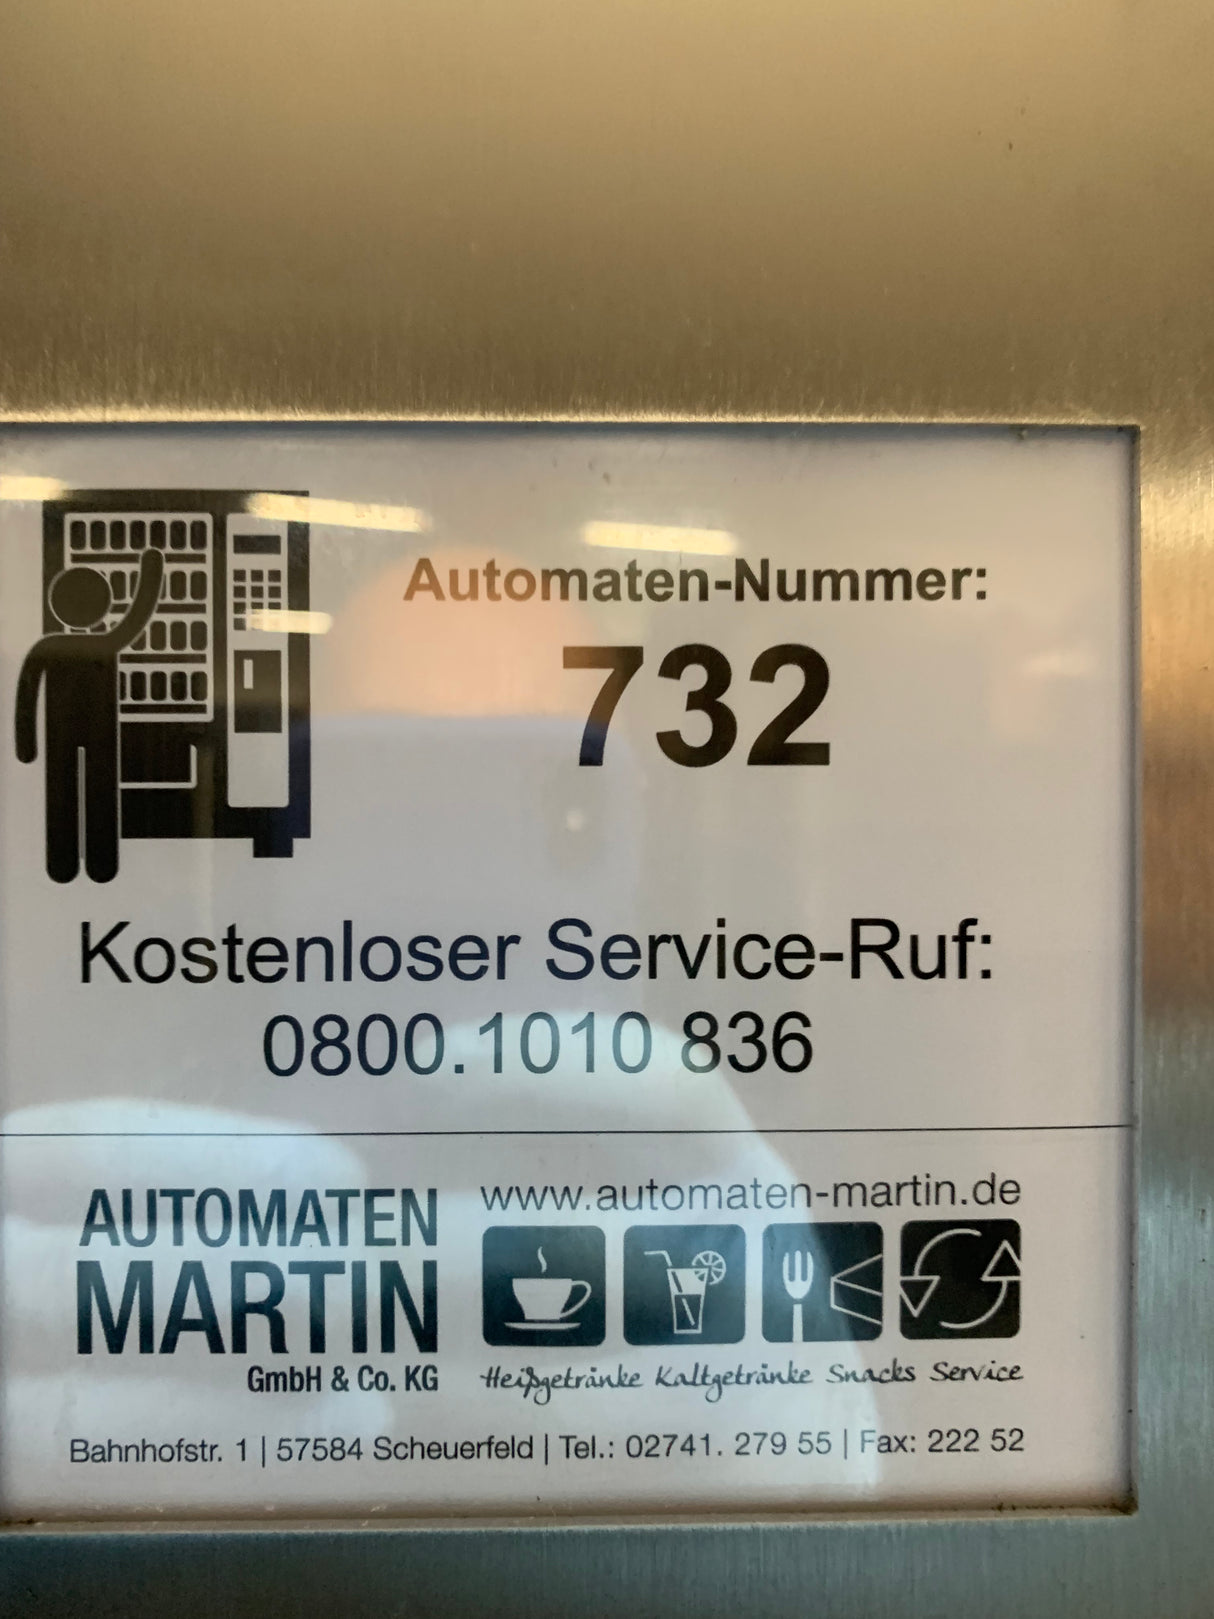 Automaten-Nummer:
732
Kostenloser Service-Ruf:
0800.1010 836
AUTOMATEN
MARTIN
GmbH & Co. KG
www.automaten-martin.de
Heißgetränke Kaltgetränke Snacks Service
Bahnhofstr. 1 | 57584 Scheuerfeld | Tel.: 02741. 279 55 | Fax: 222 52